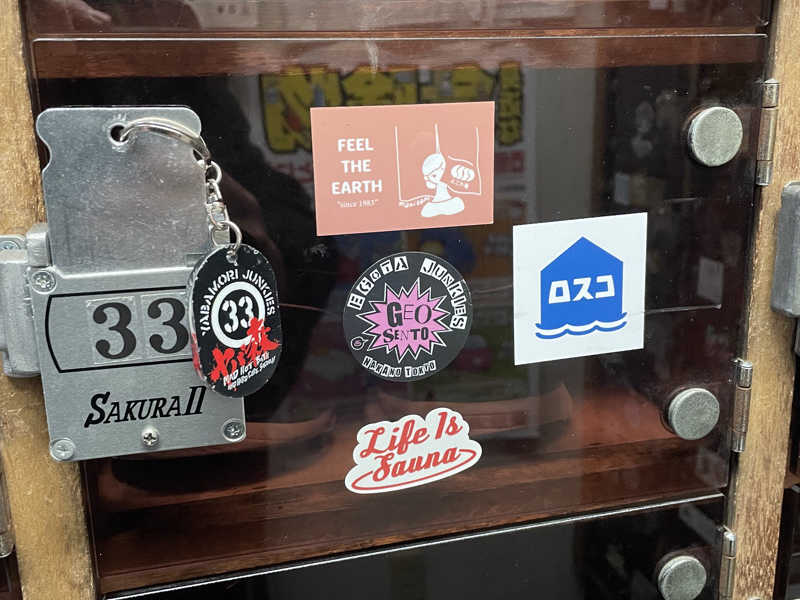 33
SAKURA II
YABAMORI JUNKIES
33
FEEL
THE
EARTH
"since 1983"
EGOTA JUNKIES
GEO
SENTO
NAKANO TOKYO
ロスコ
Life Is
Sauna